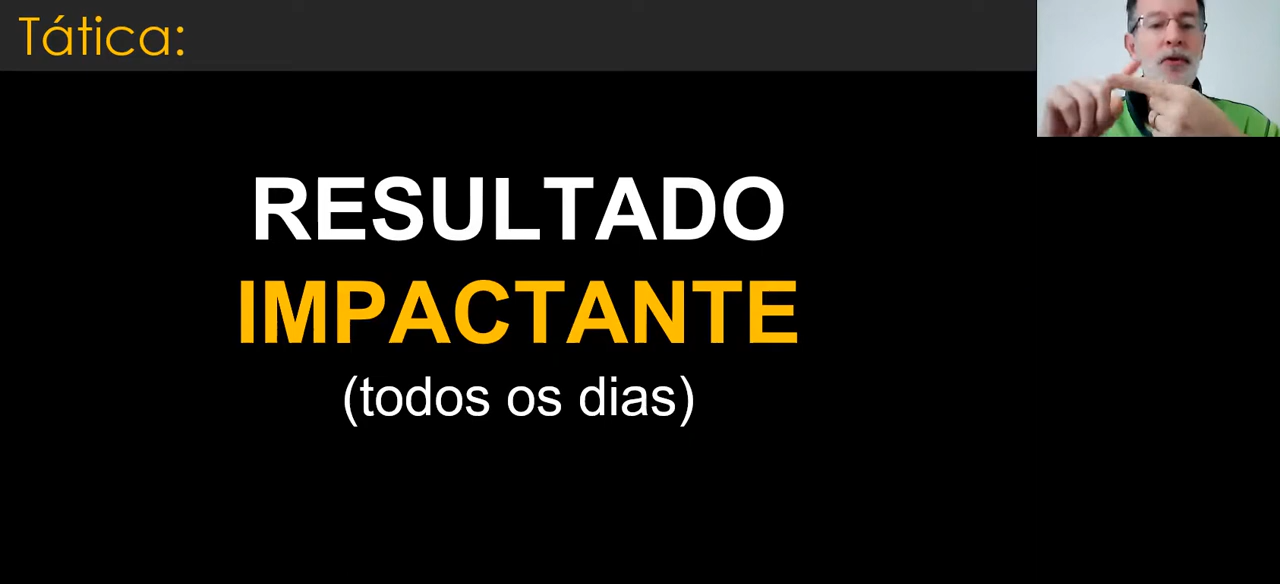 Tática:
RESULTADO
IMPACTANTE
(todos os dias)